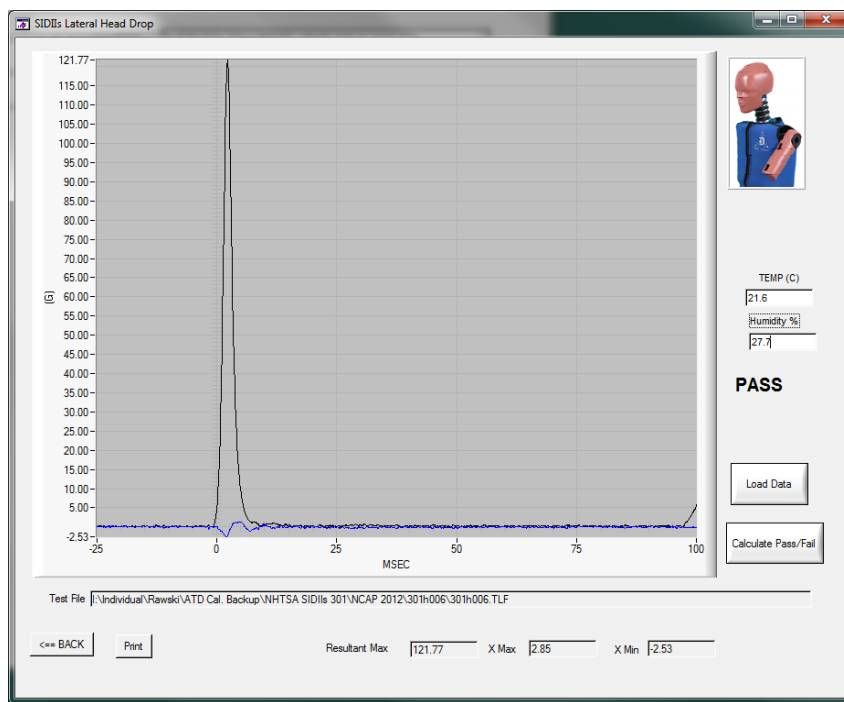 SIDIIs Lateral Head Drop
121.77
115.00
110.00
105.00
100.00
95.00
90.00
85.00
80.00
75.00
70.00
65.00
60.00
55.00
50.00
45.00
40.00
35.00
30.00
25.00
20.00
15.00
10.00
5.00
-2.53
(G)
-25 0 25 50 75 100
MSEC
TEMP (C)
21.6
Humidity %
27.7
PASS
Load Data
Calculate Pass/Fail
Test File I:\Individual\Rawski\ATD Cal. Backup\NHTSA SIDIIs 301\NCAP 2012\301h006\301h006.TLF
<== BACK Print Resultant Max 121.77 X Max 2.85 X Min -2.53